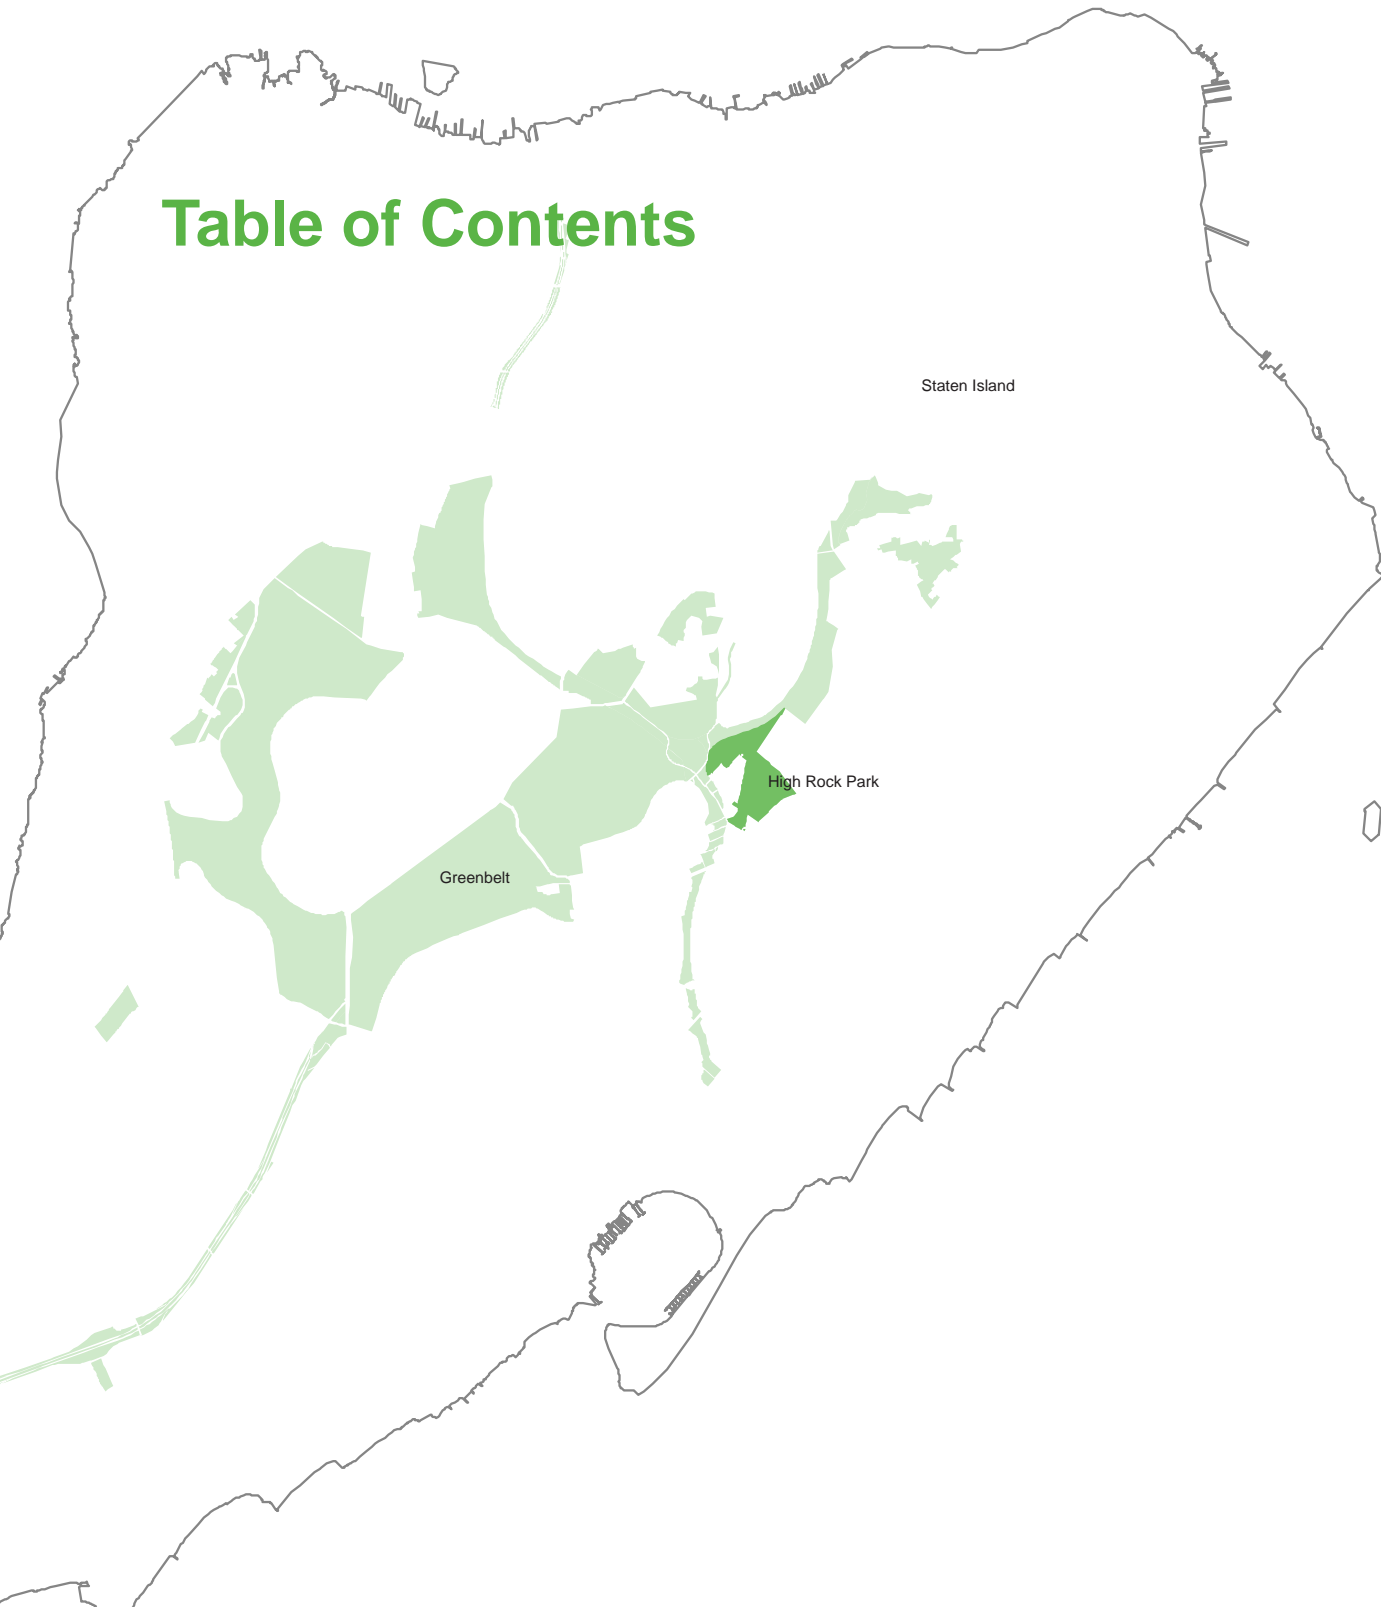 Table of Contents
Staten Island
High Rock Park
Greenbelt